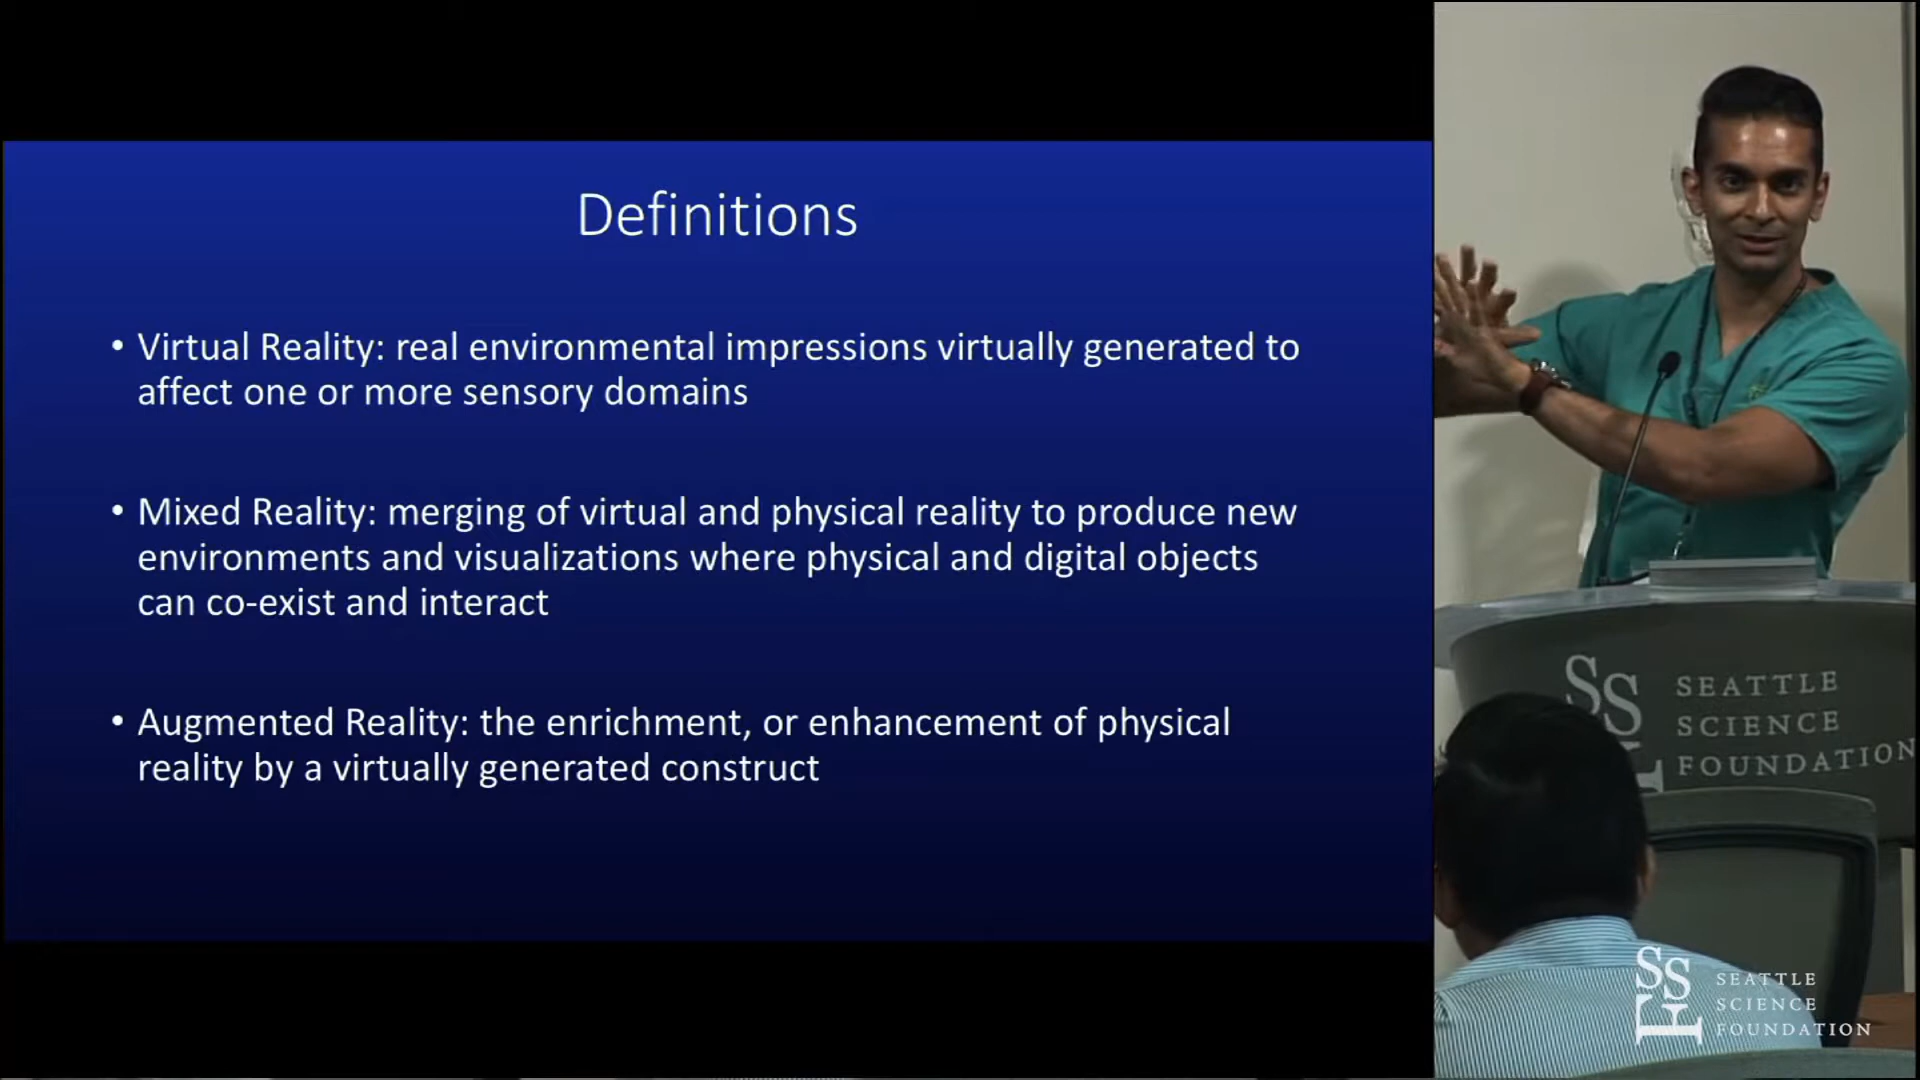 Definitions
• Virtual Reality: real environmental impressions virtually generated to
affect one or more sensory domains
• Mixed Reality: merging of virtual and physical reality to produce new
environments and visualizations where physical and digital objects
can co-exist and interact
• Augmented Reality: the enrichment, or enhancement of physical
reality by a virtually generated construct
SS
SEATTLE
SCIENCE
FOUNDATION
SSF
SEATTLE
SCIENCE
FOUNDATION